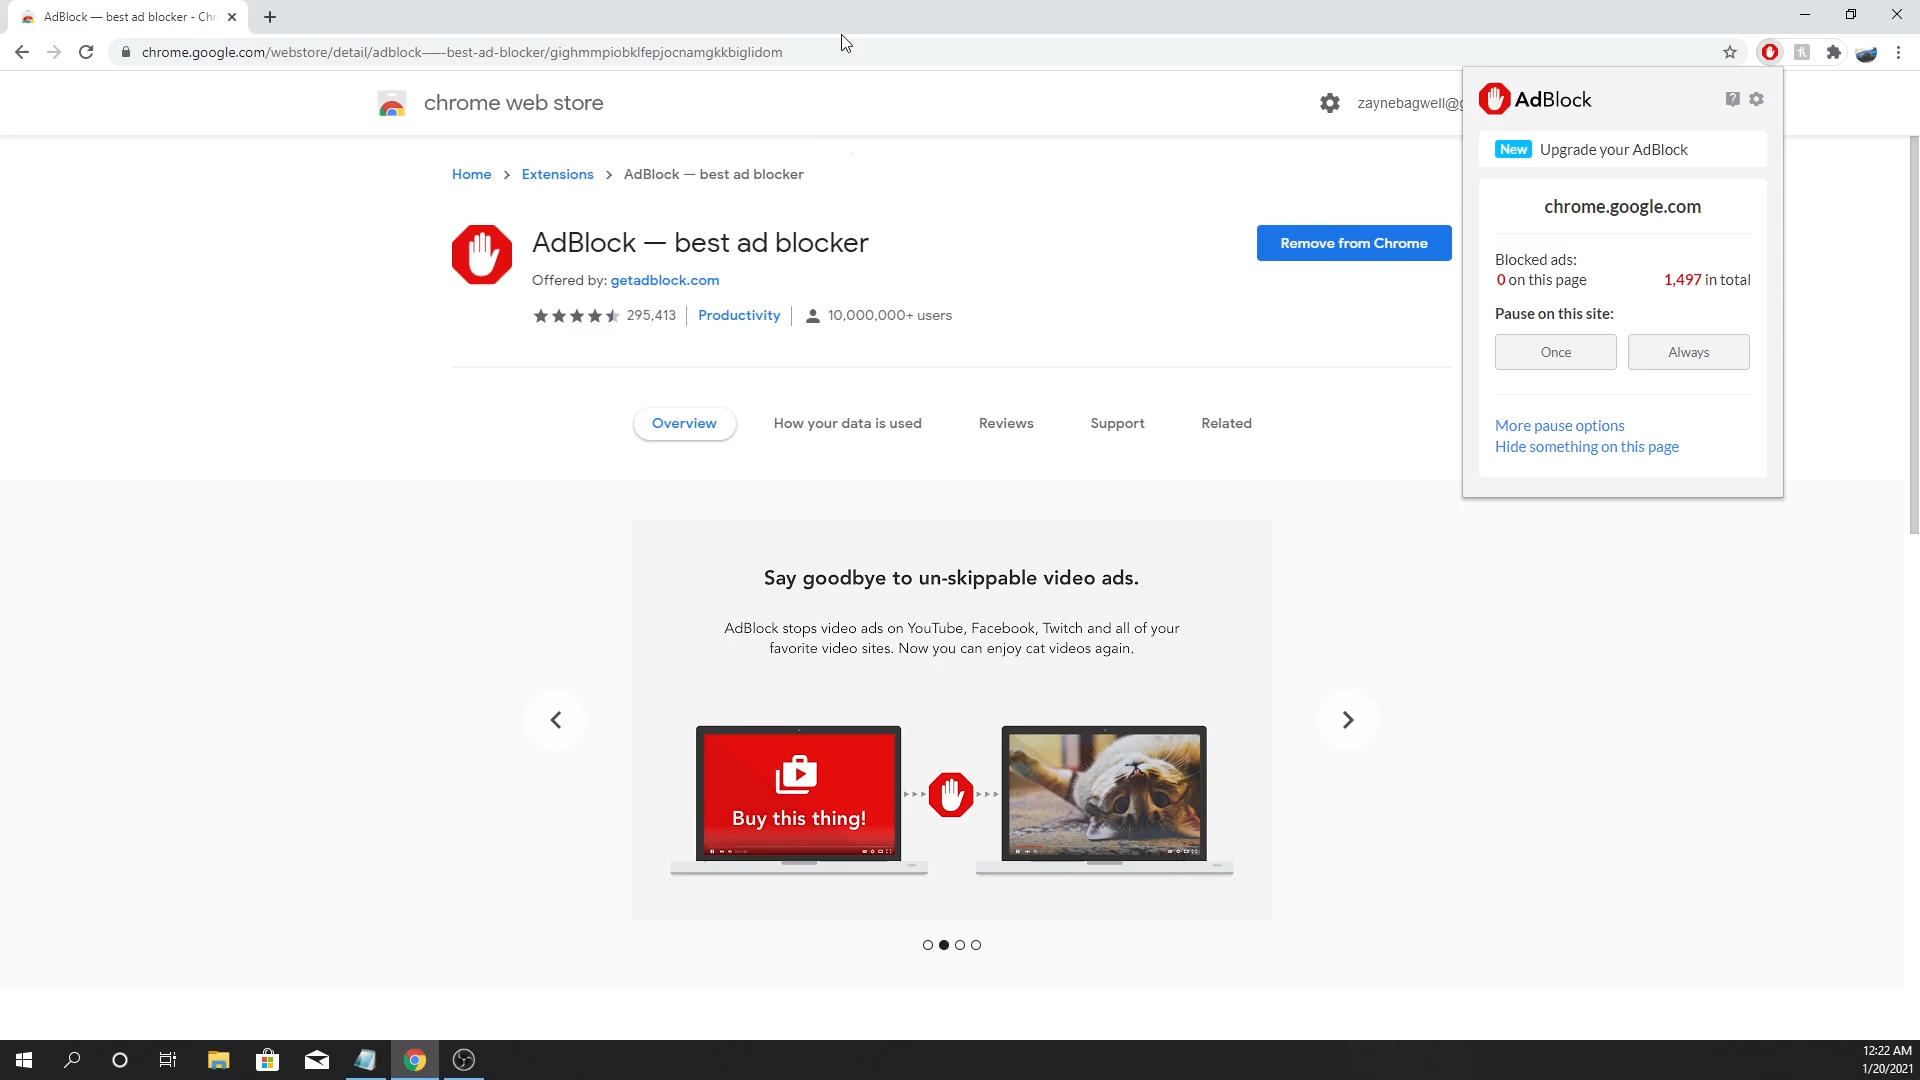 AdBlock — best ad blocker - Chr
chrome.google.com/webstore/detail/adblock-—-best-ad-blocker/gighmmpiobklfepjocnamgkkbiglidom
chrome web store
zaynebagwell@g
AdBlock
New Upgrade your AdBlock
chrome.google.com
Blocked ads:
0 on this page 1,497 in total
Pause on this site:
Once Always
More pause options
Hide something on this page
Home > Extensions > AdBlock — best ad blocker
AdBlock — best ad blocker
Remove from Chrome
Offered by: getadblock.com
295,413 Productivity 10,000,000+ users
Overview How your data is used Reviews Support Related
Say goodbye to un-skippable video ads.
AdBlock stops video ads on YouTube, Facebook, Twitch and all of your
favorite video sites. Now you can enjoy cat videos again.
Buy this thing!
12:22 AM
1/20/2021